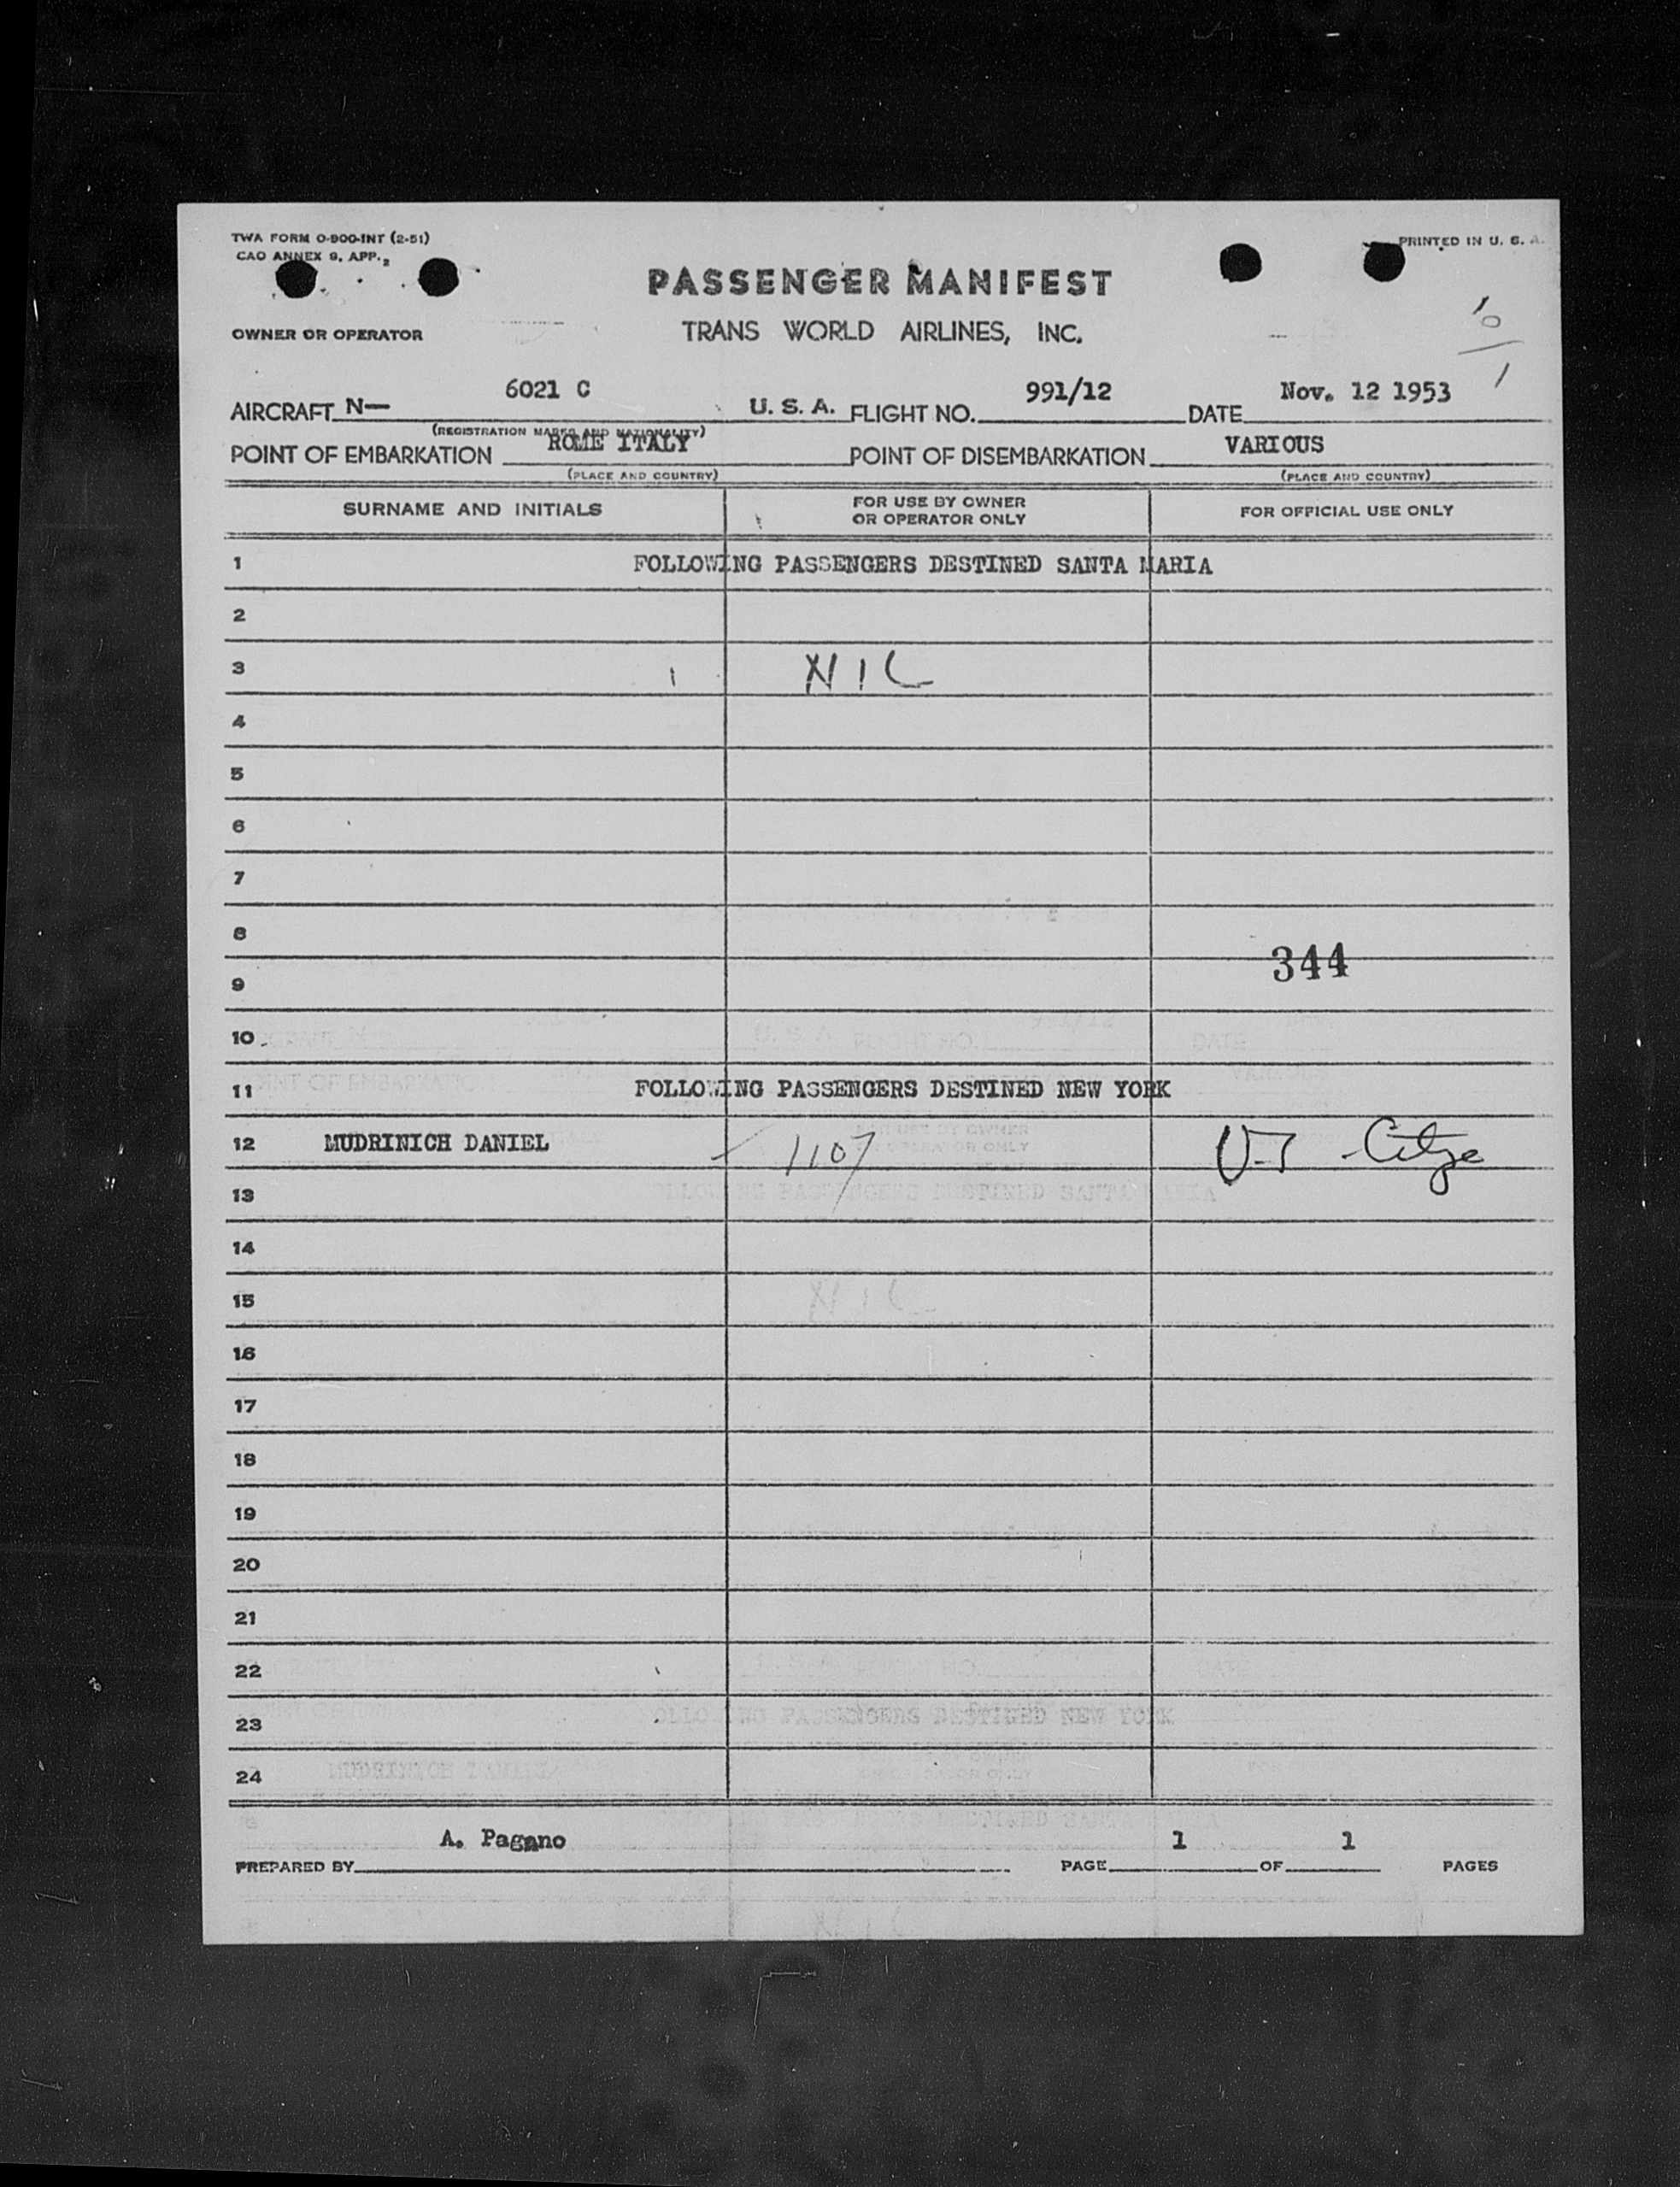 TWA FORM O-900-INT (2-51)
CAO ANNEX 9, APP. 2
PRINTED IN U. S. A.
PASSENGER MANIFEST
OWNER OR OPERATOR TRANS WORLD AIRLINES, INC.
10
1
AIRCRAFT N— 6021 C U. S. A. FLIGHT NO. 991/12 DATE Nov. 12 1953
(REGISTRATION MARKS AND NATIONALITY)
POINT OF EMBARKATION ROME ITALY POINT OF DISEMBARKATION VARIOUS
(PLACE AND COUNTRY) (PLACE AND COUNTRY)
SURNAME AND INITIALS FOR USE BY OWNER OR OPERATOR ONLY FOR OFFICIAL USE ONLY
1 FOLLOWING PASSENGERS DESTINED SANTA MARIA
2
3 NIL
4
5
6
7
8
344
9
10
11 FOLLOWING PASSENGERS DESTINED NEW YORK
12 MUDRINICH DANIEL 1107
13
14
15
16
17
18
19
20
21
22
23
24
PREPARED BY A. Pagano PAGE 1 OF 1 PAGES